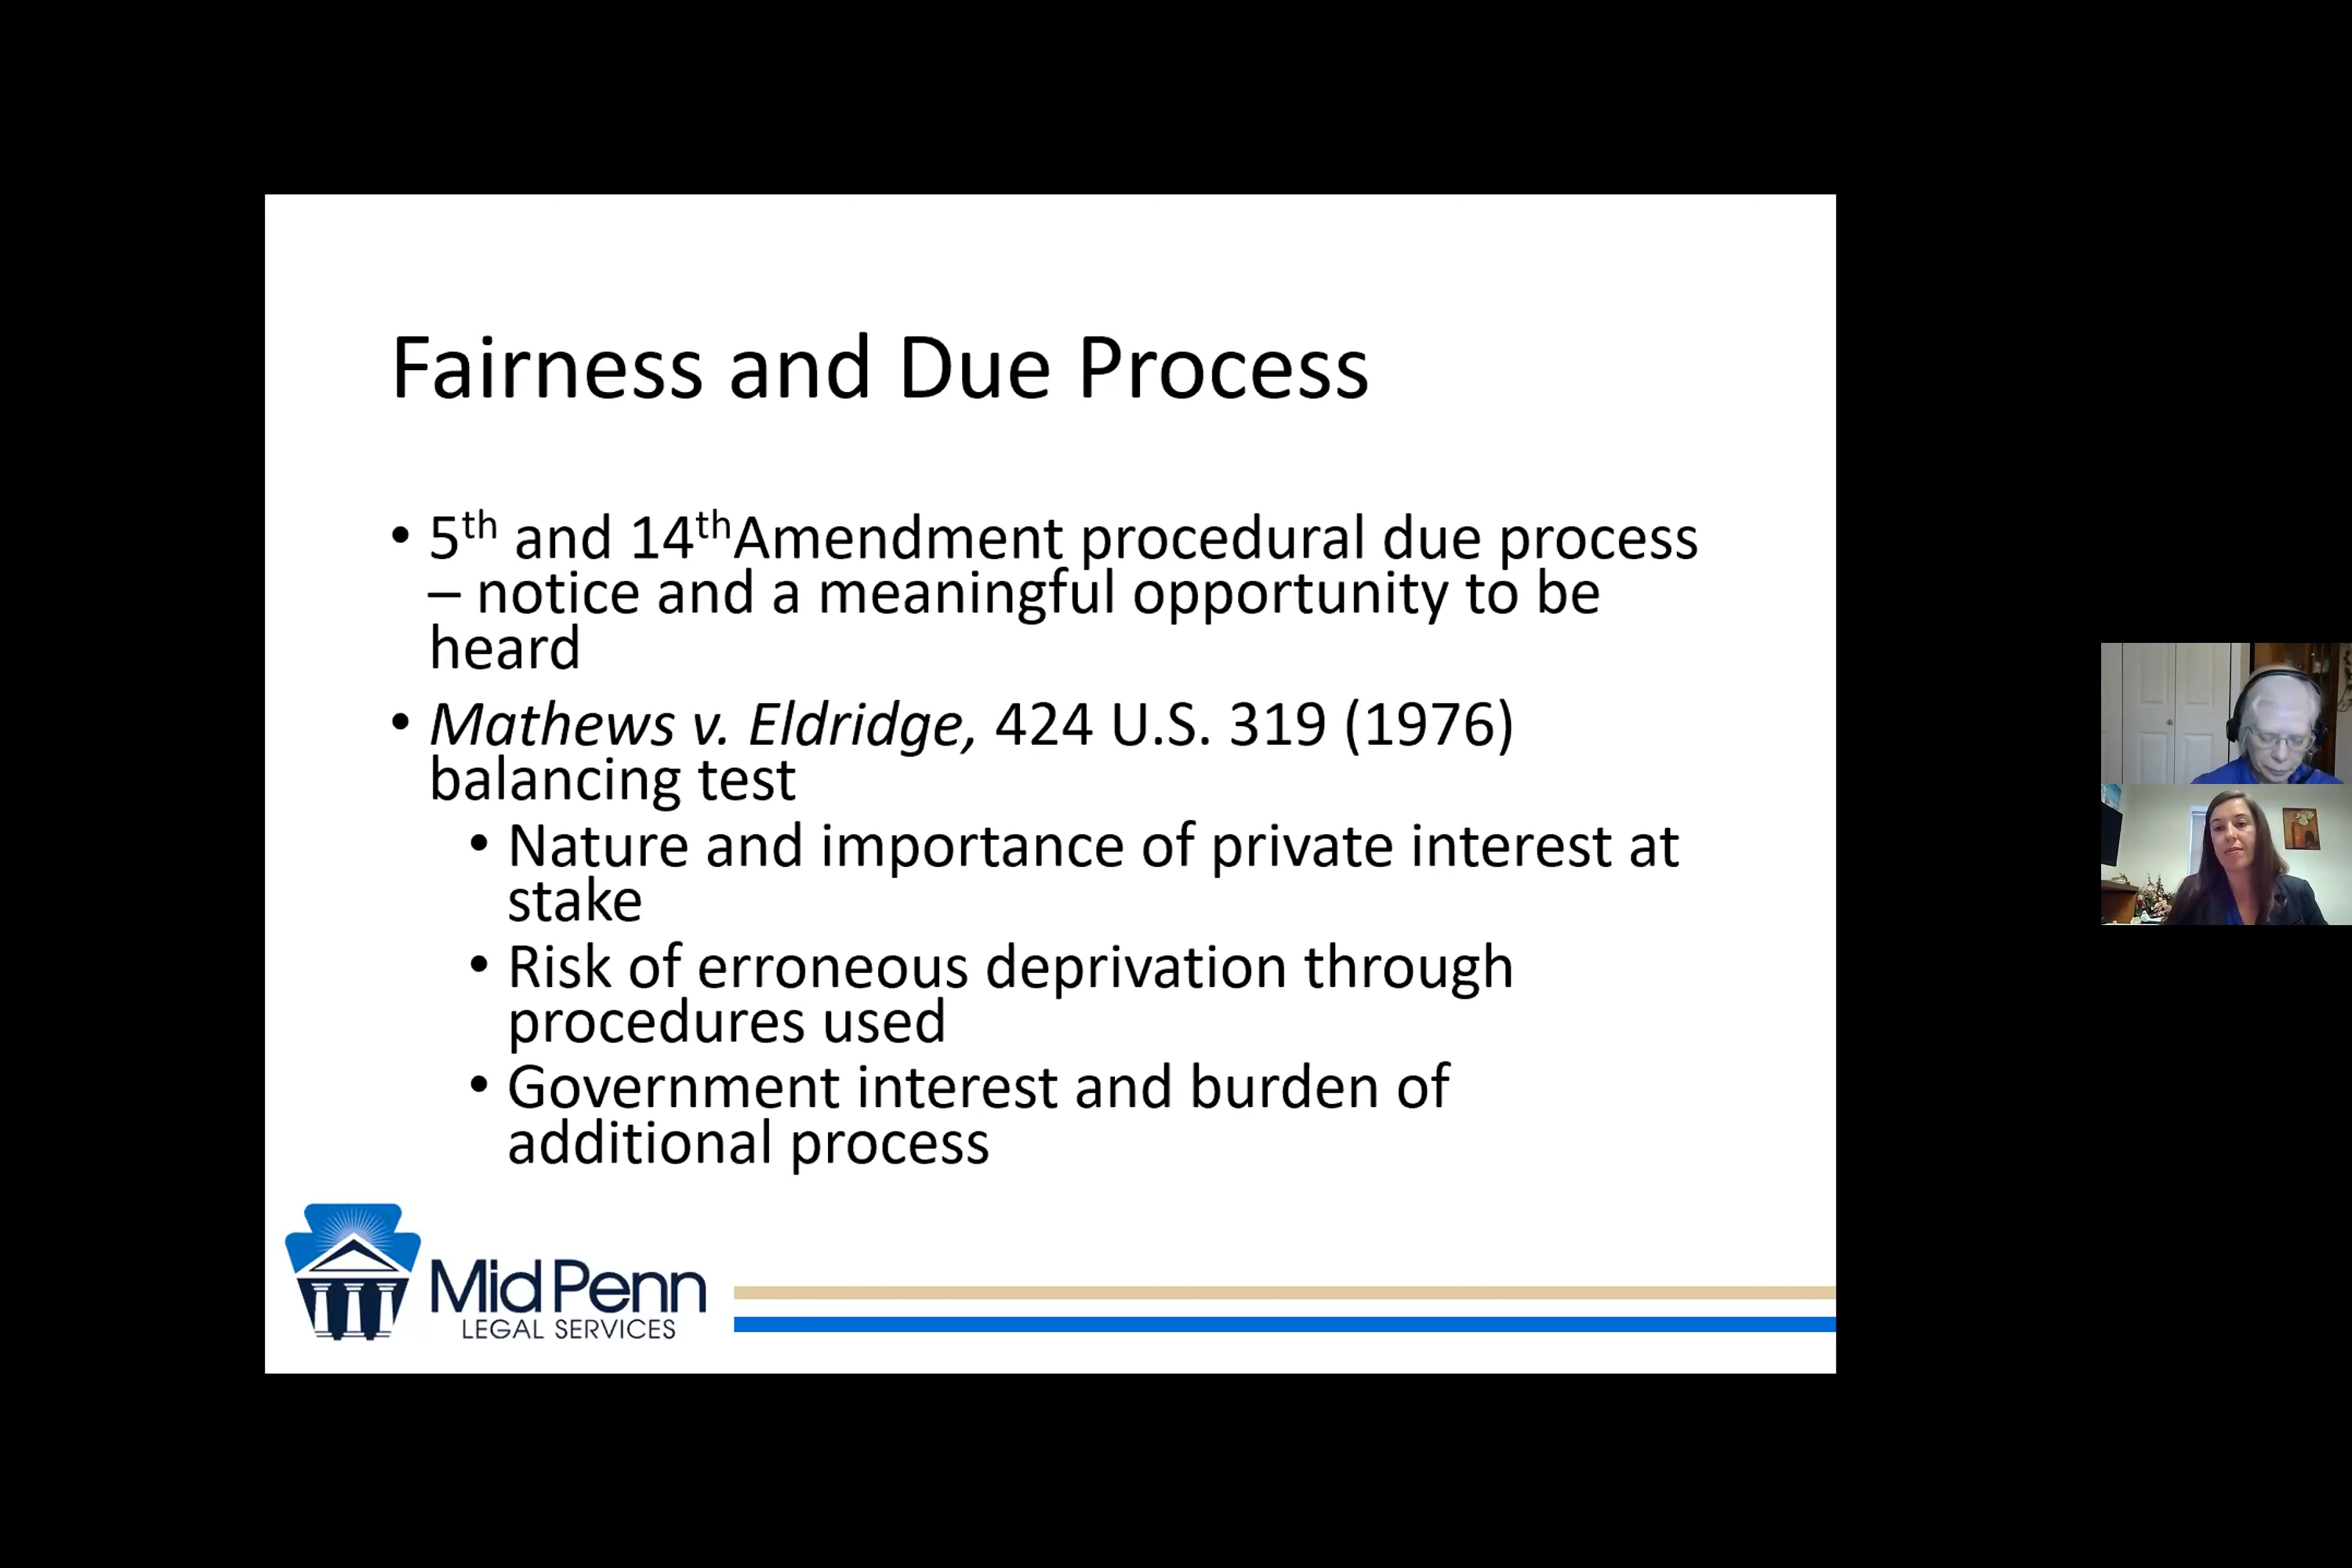 Fairness and Due Process
• 5th and 14thAmendment procedural due process
– notice and a meaningful opportunity to be
heard
• Mathews v. Eldridge, 424 U.S. 319 (1976)
balancing test
• Nature and importance of private interest at
stake
• Risk of erroneous deprivation through
procedures used
• Government interest and burden of
additional process
MidPenn
LEGAL SERVICES